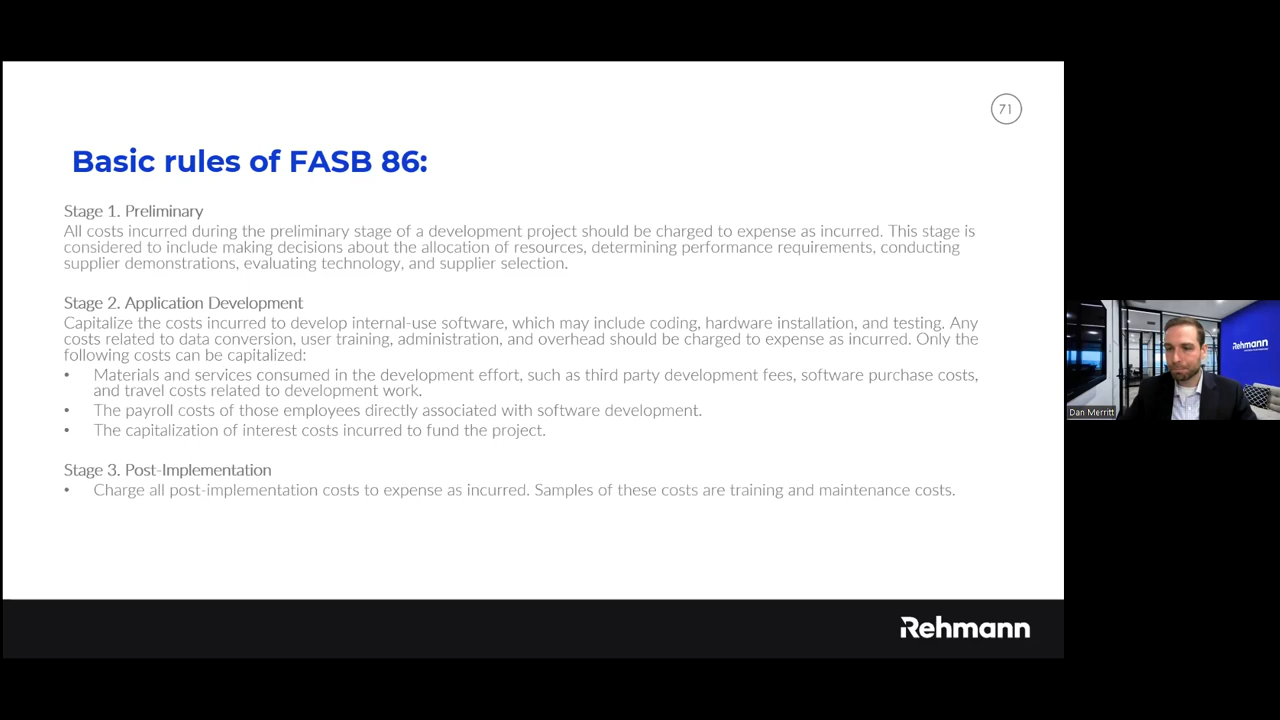 71
Basic rules of FASB 86:
Stage 1. Preliminary
All costs incurred during the preliminary stage of a development project should be charged to expense as incurred. This stage is
considered to include making decisions about the allocation of resources, determining performance requirements, conducting
supplier demonstrations, evaluating technology, and supplier selection.
Stage 2. Application Development
Capitalize the costs incurred to develop internal-use software, which may include coding, hardware installation, and testing. Any
costs related to data conversion, user training, administration, and overhead should be charged to expense as incurred. Only the
following costs can be capitalized:
• Materials and services consumed in the development effort, such as third party development fees, software purchase costs,
and travel costs related to development work.
• The payroll costs of those employees directly associated with software development.
• The capitalization of interest costs incurred to fund the project.
Stage 3. Post-Implementation
• Charge all post-implementation costs to expense as incurred. Samples of these costs are training and maintenance costs.
Rehmann
Rehmann
Dan Merritt